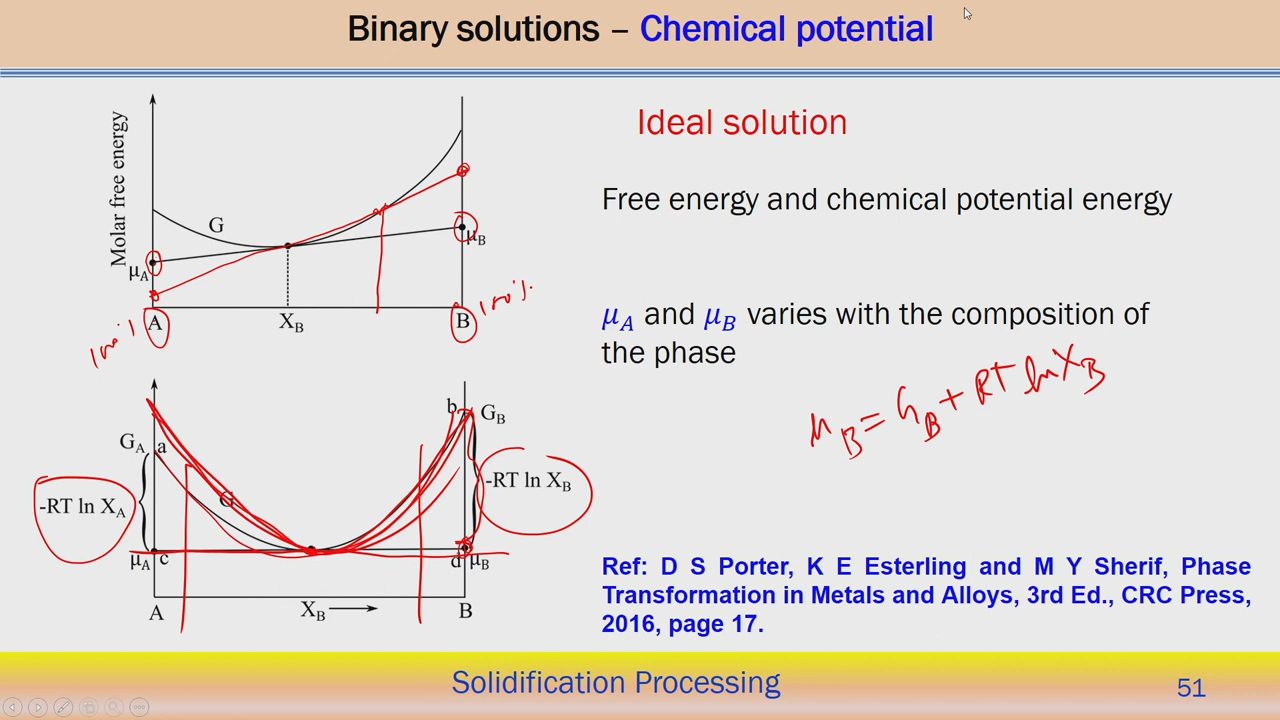 Binary solutions – Chemical potential
Molar free energy
G
μA
μB
A
XB
B
100%
100%
Ideal solution
Free energy and chemical potential energy
μA and μB varies with the composition of
the phase
μB = GB + RT ln XB
b
GB
GA
a
G
-RT ln XA
-RT ln XB
μA
c
d
μB
A
XB
B
Ref: D S Porter, K E Esterling and M Y Sherif, Phase
Transformation in Metals and Alloys, 3rd Ed., CRC Press,
2016, page 17.
Solidification Processing
51